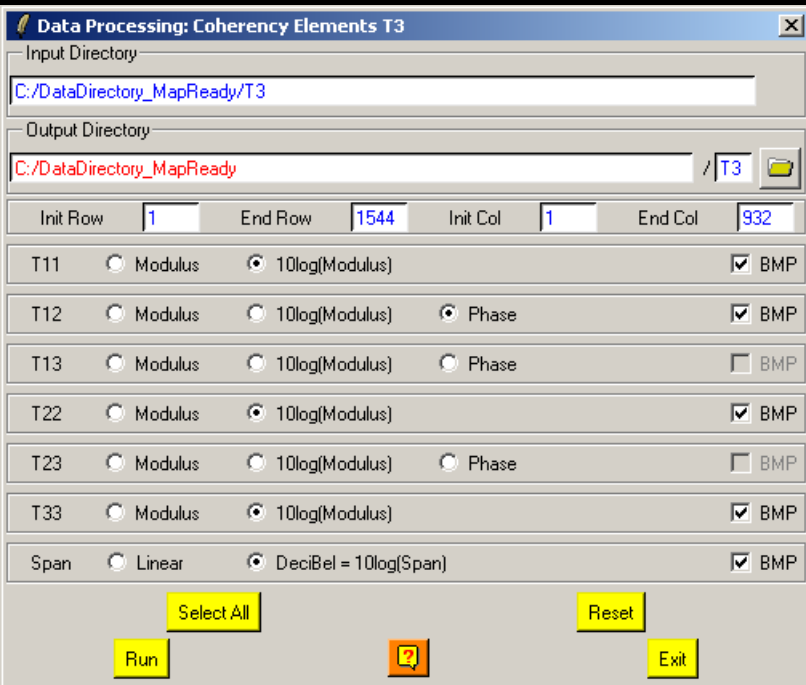 Data Processing: Coherency Elements T3
Input Directory
C:/DataDirectory_MapReady/T3
Output Directory
C:/DataDirectory_MapReady / T3
Init Row 1 End Row 1544 Init Col 1 End Col 932
T11 Modulus 10log(Modulus) BMP
T12 Modulus 10log(Modulus) Phase BMP
T13 Modulus 10log(Modulus) Phase BMP
T22 Modulus 10log(Modulus) BMP
T23 Modulus 10log(Modulus) Phase BMP
T33 Modulus 10log(Modulus) BMP
Span Linear DeciBel = 10log(Span) BMP
Select All Reset
Run ? Exit